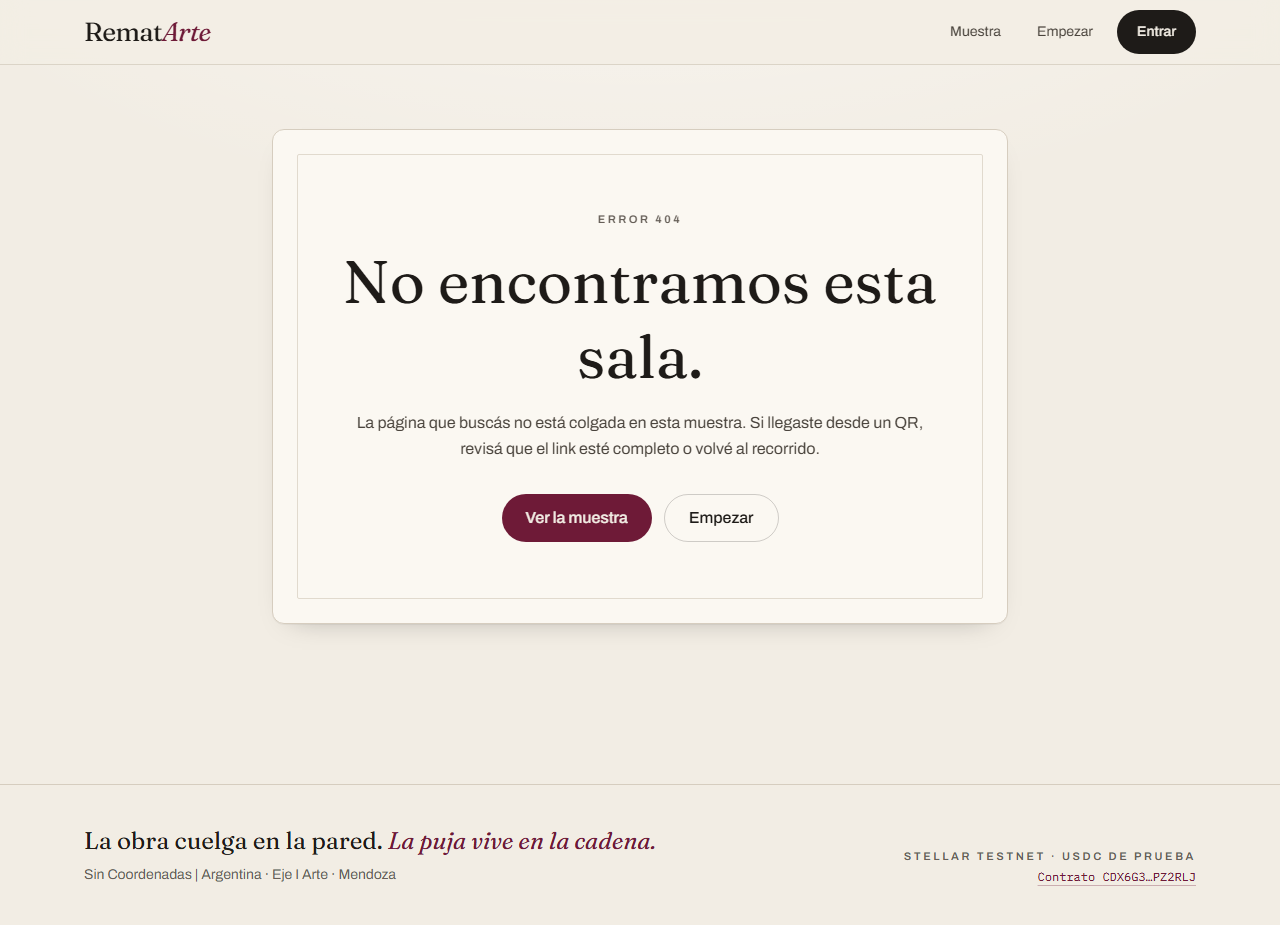 RematArte
Muestra
Empezar
Entrar
ERROR 404
No encontramos esta
sala.
La página que buscás no está colgada en esta muestra. Si llegaste desde un QR,
revisá que el link esté completo o volvé al recorrido.
Ver la muestra
Empezar
La obra cuelga en la pared. La puja vive en la cadena.
Sin Coordenadas | Argentina · Eje I Arte · Mendoza
STELLAR TESTNET · USDC DE PRUEBA
Contrato CDX6G3…PZ2RLJ